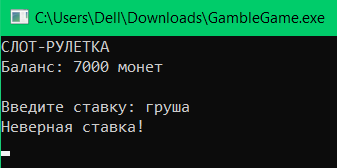 C:\Users\Dell\Downloads\GambleGame.exe
СЛОТ-РУЛЕТКА
Баланс: 7000 монет
Введите ставку: груша
Неверная ставка!